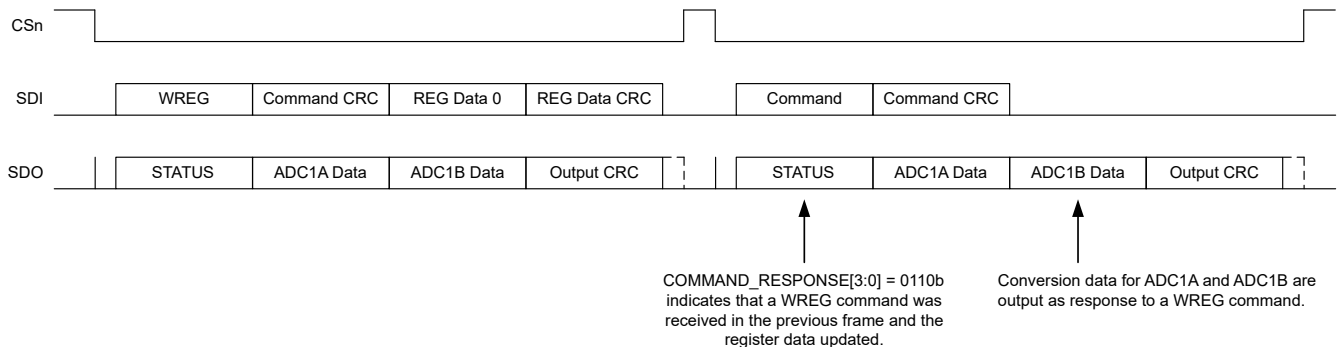 CSn
SDI WREG Command CRC REG Data 0 REG Data CRC Command Command CRC
SDO STATUS ADC1A Data ADC1B Data Output CRC STATUS ADC1A Data ADC1B Data Output CRC
COMMAND_RESPONSE[3:0] = 0110b
indicates that a WREG command was
received in the previous frame and the
register data updated.
Conversion data for ADC1A and ADC1B are
output as response to a WREG command.